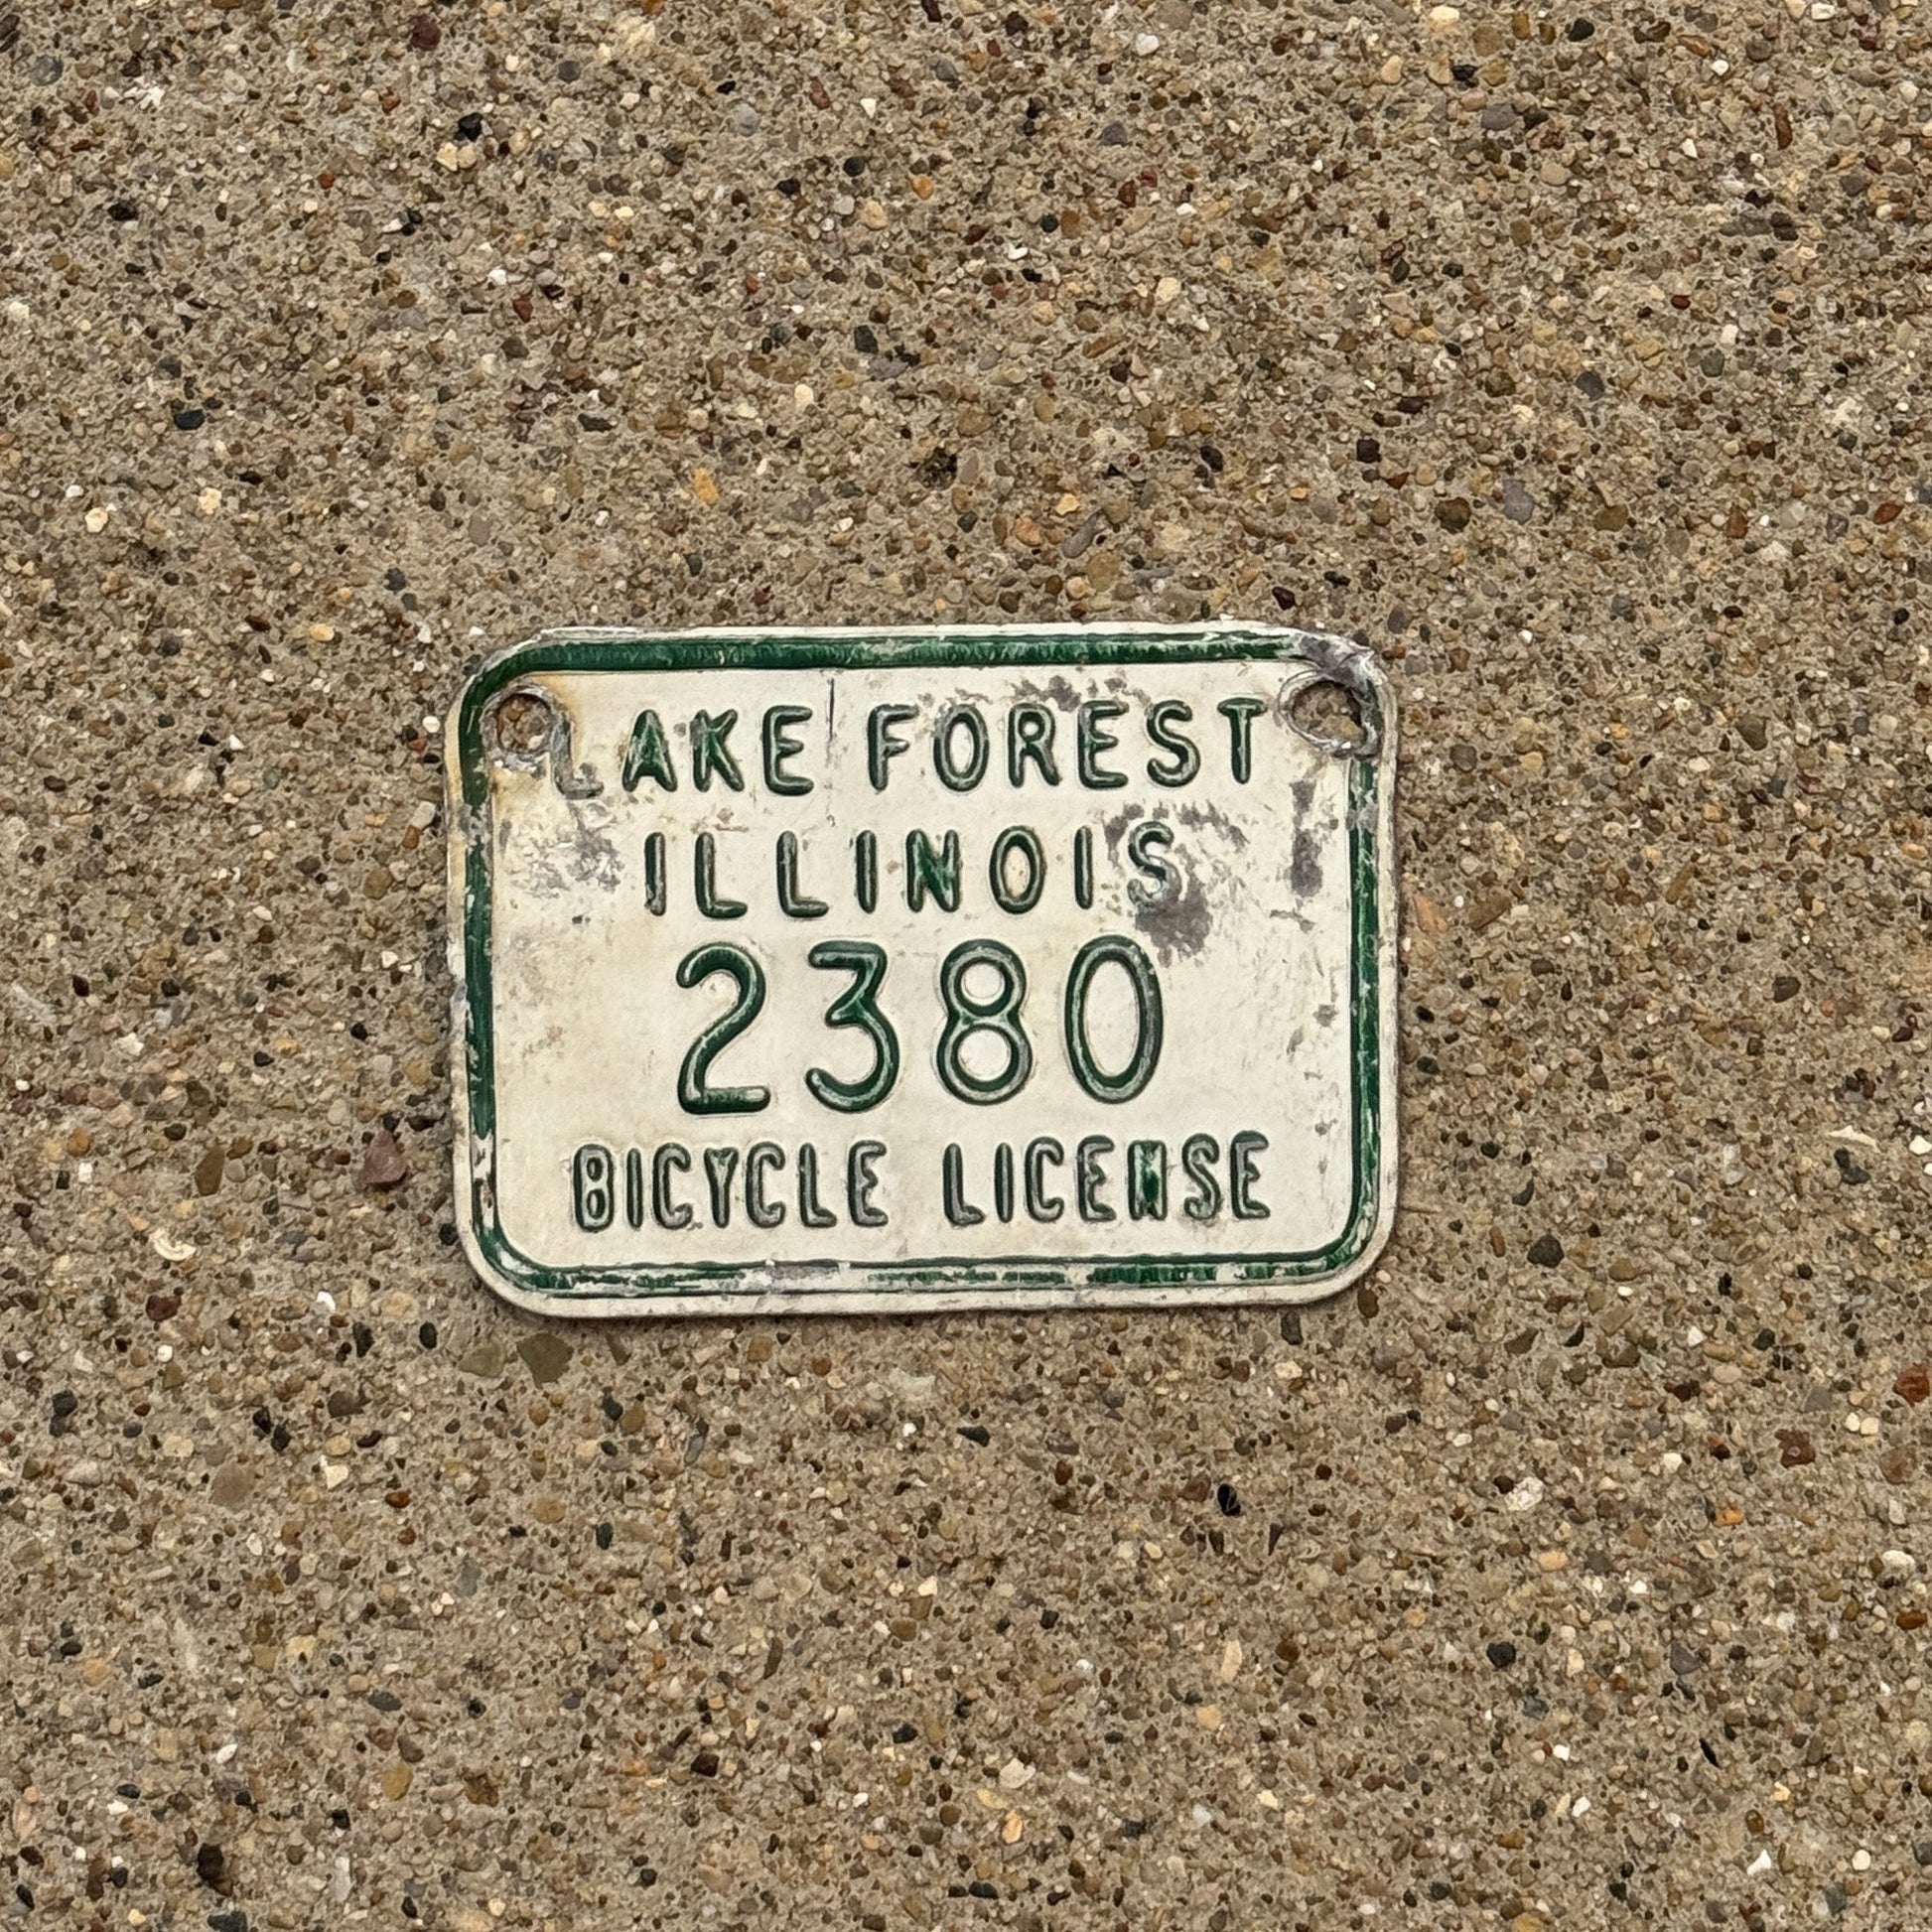 LAKE FOREST
ILLINOIS
2380
BICYCLE LICENSE